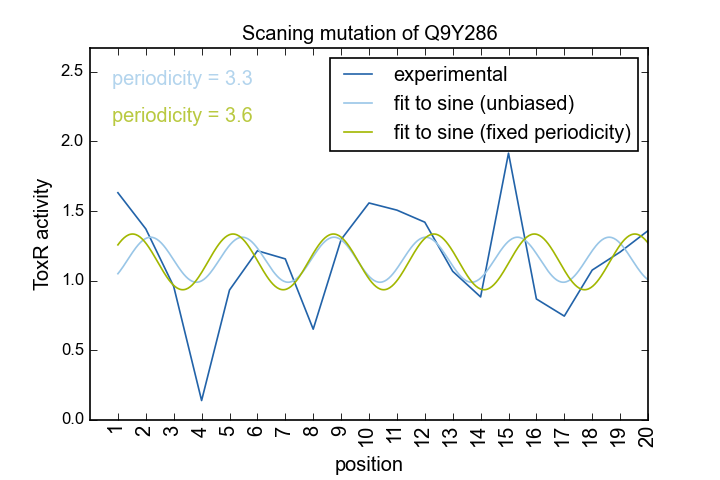 Scaning mutation of Q9Y286
periodicity = 3.3
periodicity = 3.6
experimental
fit to sine (unbiased)
fit to sine (fixed periodicity)
ToxR activity
2.5
2.0
1.5
1.0
0.5
0.0
1 2 3 4 5 6 7 8 9 10 11 12 13 14 15 16 17 18 19 20
position